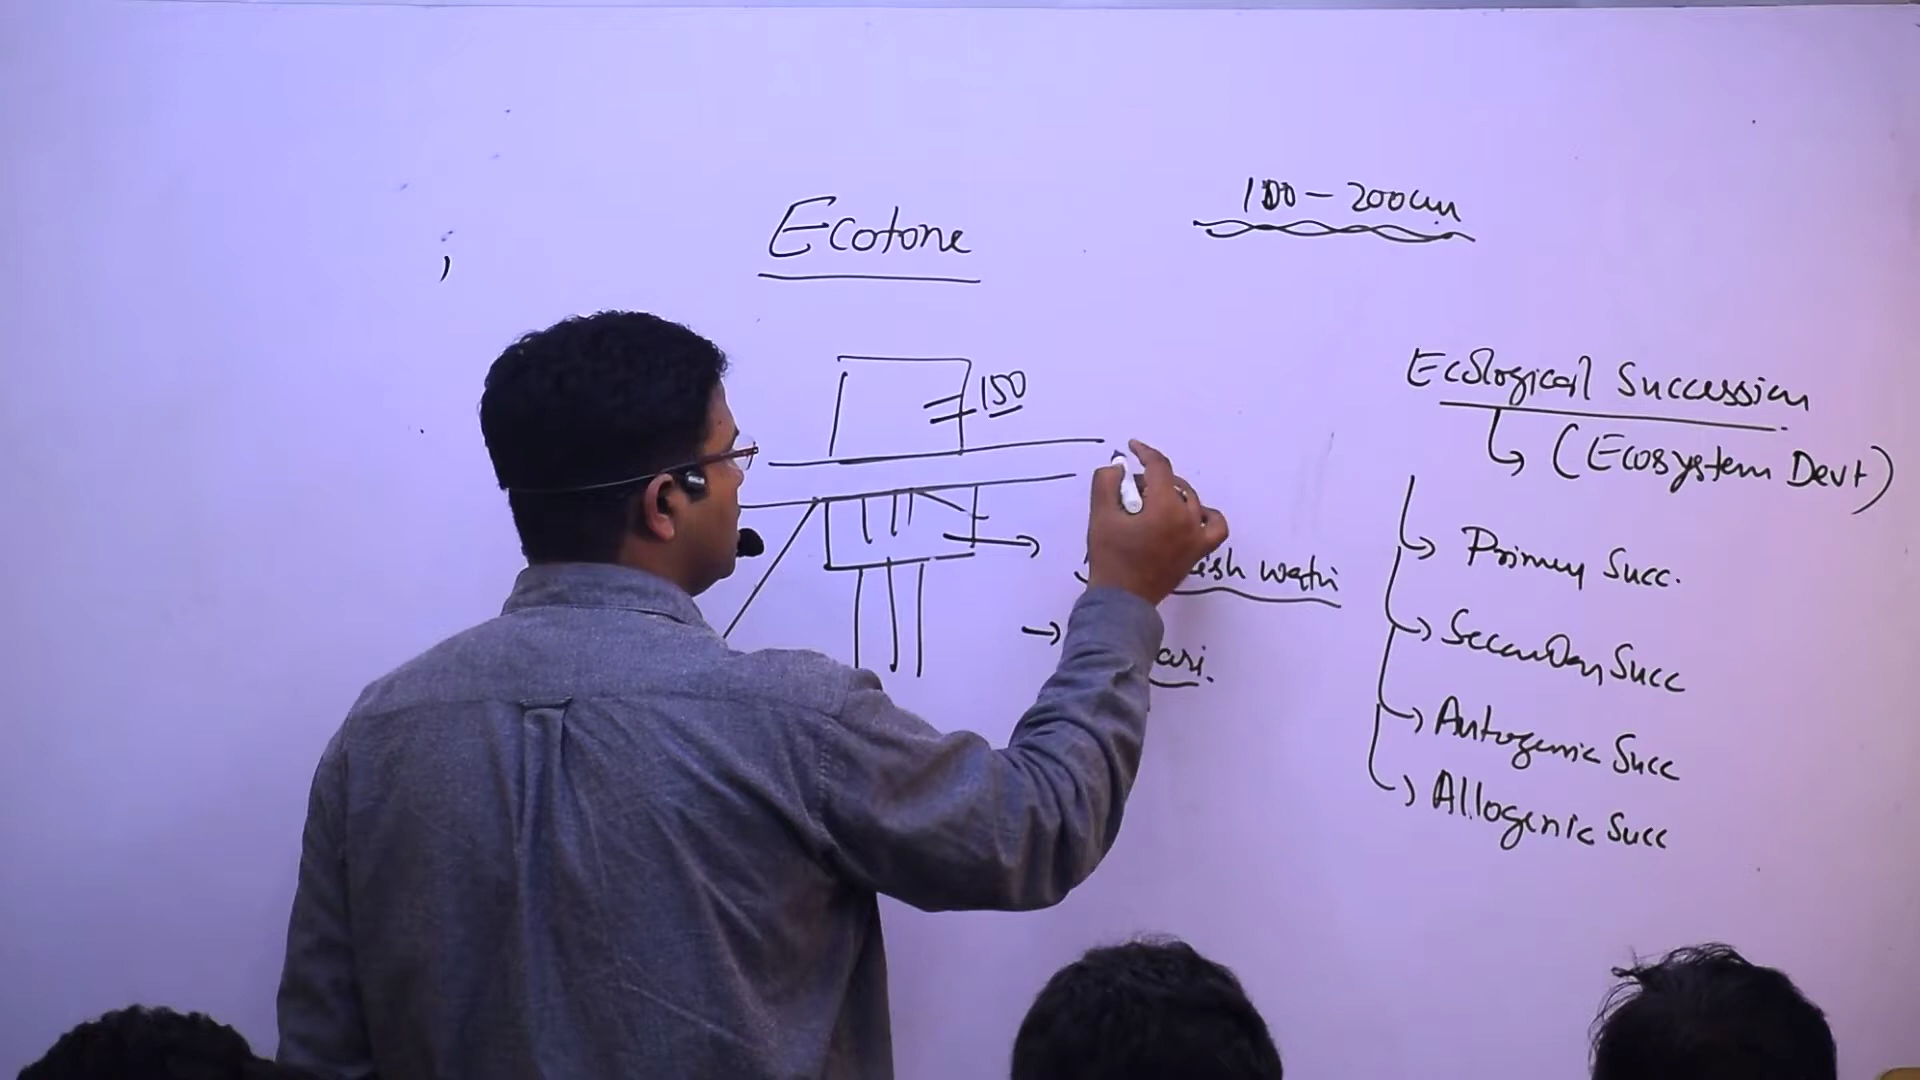 Ecotone
100-200cm
150
Ecological Succession
(Ecosystem Devt)
Primary Succ.
Secondary Succ
Autogenic Succ
Allogenic Succ